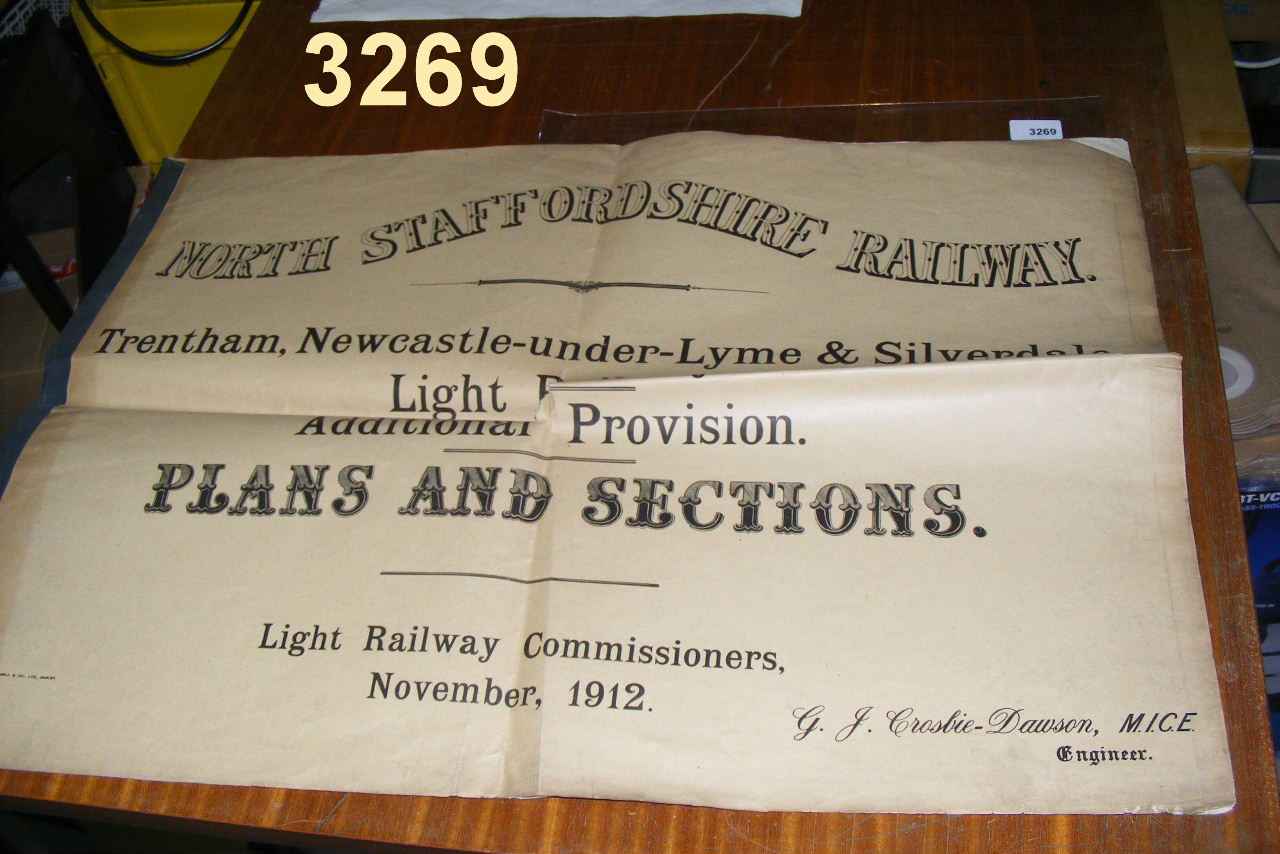 3269
3269
NORTH STAFFORDSHIRE RAILWAY.
Trentham, Newcastle-under-Lyme & Silverdale
Light
Additional Provision.
PLANS AND SECTIONS.
Light Railway Commissioners,
November, 1912.
G. J. Crosbie-Dawson, M.I.C.E.
Engineer.